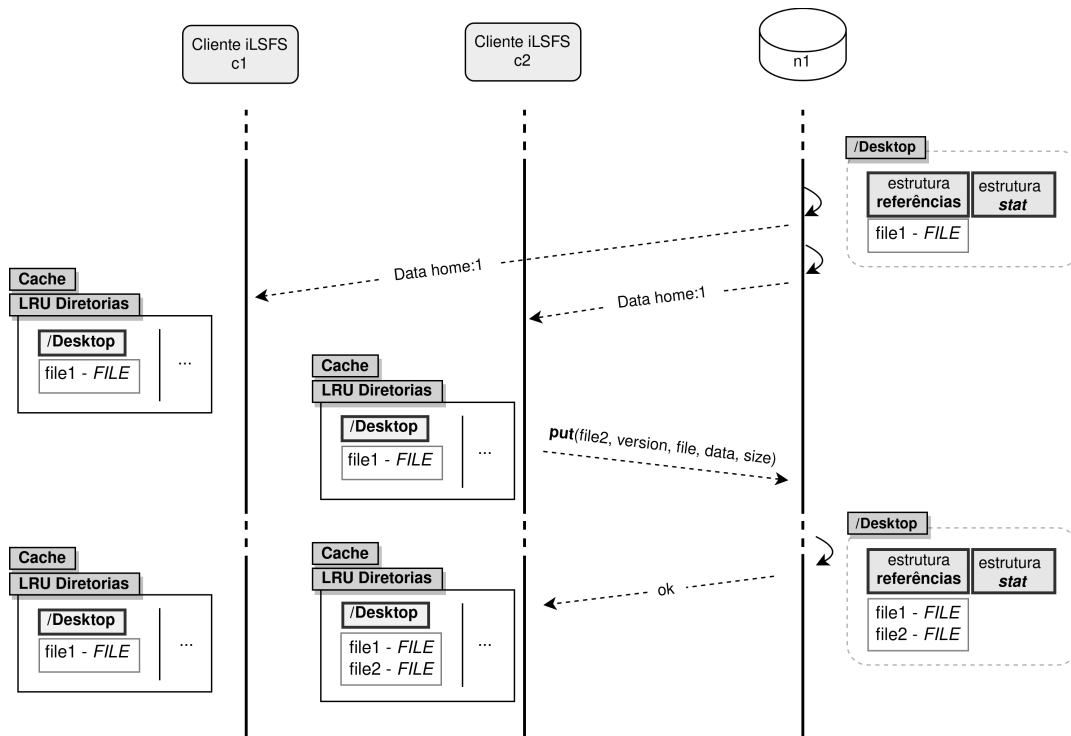 Cliente iLSFS
c1
Cliente iLSFS
c2
n1
/Desktop
estrutura
referências
estrutura
stat
file1 - FILE
Data home:1
Data home:1
Cache
LRU Diretorias
/Desktop
file1 - FILE
...
Cache
LRU Diretorias
/Desktop
file1 - FILE
...
put(file2, version, file, data, size)
/Desktop
estrutura
referências
estrutura
stat
file1 - FILE
file2 - FILE
ok
Cache
LRU Diretorias
/Desktop
file1 - FILE
...
Cache
LRU Diretorias
/Desktop
file1 - FILE
file2 - FILE
...